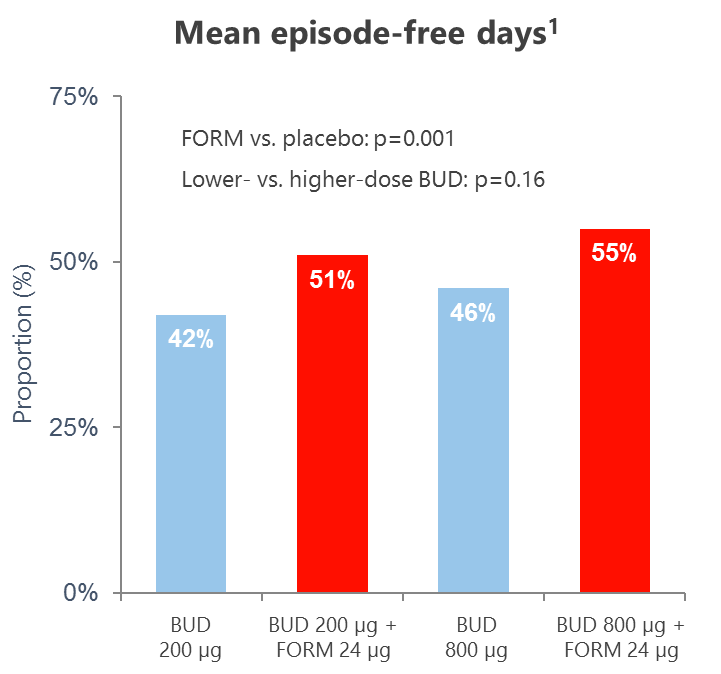 Mean episode-free days¹
75%
FORM vs. placebo: p=0.001
Lower- vs. higher-dose BUD: p=0.16
50%
25%
0%
Proportion (%)
42%
51%
46%
55%
BUD
200 µg
BUD 200 µg +
FORM 24 µg
BUD
800 µg
BUD 800 µg +
FORM 24 µg